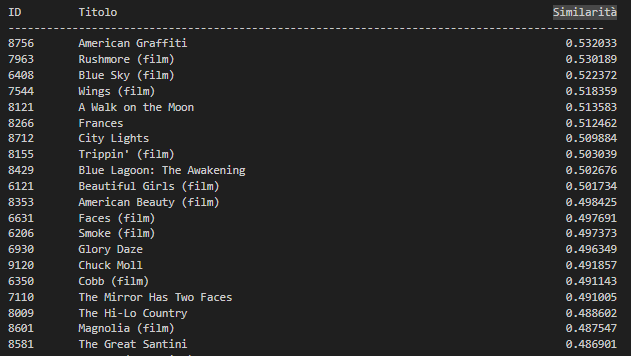 ID Titolo Similarità
--------------------------------------------------------------------------------------------
8756 American Graffiti 0.532033
7963 Rushmore (film) 0.530189
6408 Blue Sky (film) 0.522372
7544 Wings (film) 0.518359
8121 A Walk on the Moon 0.513583
8266 Frances 0.512462
8712 City Lights 0.509884
8155 Trippin' (film) 0.503039
8429 Blue Lagoon: The Awakening 0.502676
6121 Beautiful Girls (film) 0.501734
8353 American Beauty (film) 0.498425
6631 Faces (film) 0.497691
6206 Smoke (film) 0.497373
6930 Glory Daze 0.496349
9120 Chuck Moll 0.491857
6350 Cobb (film) 0.491143
7110 The Mirror Has Two Faces 0.491005
8009 The Hi-Lo Country 0.488602
8601 Magnolia (film) 0.487547
8581 The Great Santini 0.486901